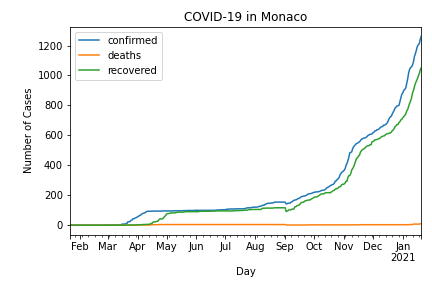 COVID-19 in Monaco
confirmed
deaths
recovered
Number of Cases
1200
1000
800
600
400
200
0
Feb Mar Apr May Jun Jul Aug Sep Oct Nov Dec Jan
2021
Day